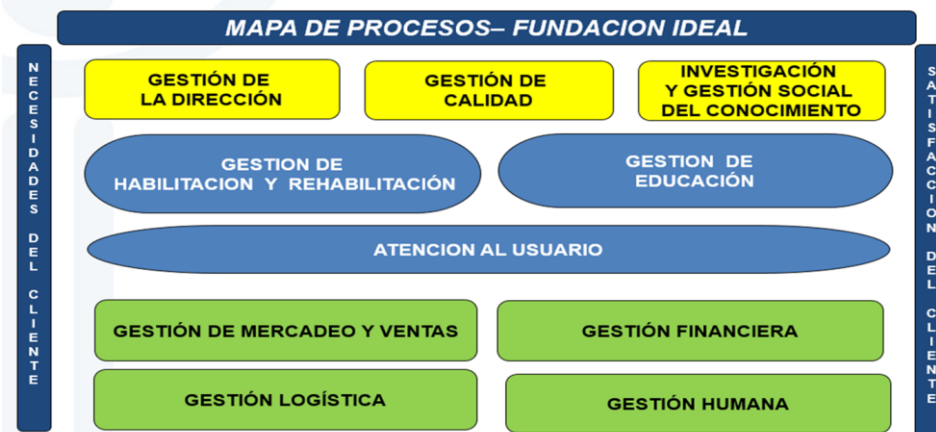 MAPA DE PROCESOS– FUNDACION IDEAL
NECESIDADES DEL CLIENTE
GESTIÓN DE
LA DIRECCIÓN
GESTIÓN DE
CALIDAD
INVESTIGACIÓN
Y GESTIÓN SOCIAL
DEL CONOCIMIENTO
GESTION DE
HABILITACION Y REHABILITACIÓN
GESTION DE
EDUCACIÓN
ATENCION AL USUARIO
GESTIÓN DE MERCADEO Y VENTAS
GESTIÓN FINANCIERA
GESTIÓN LOGÍSTICA
GESTIÓN HUMANA
SATISFACCION DEL CLIENTE